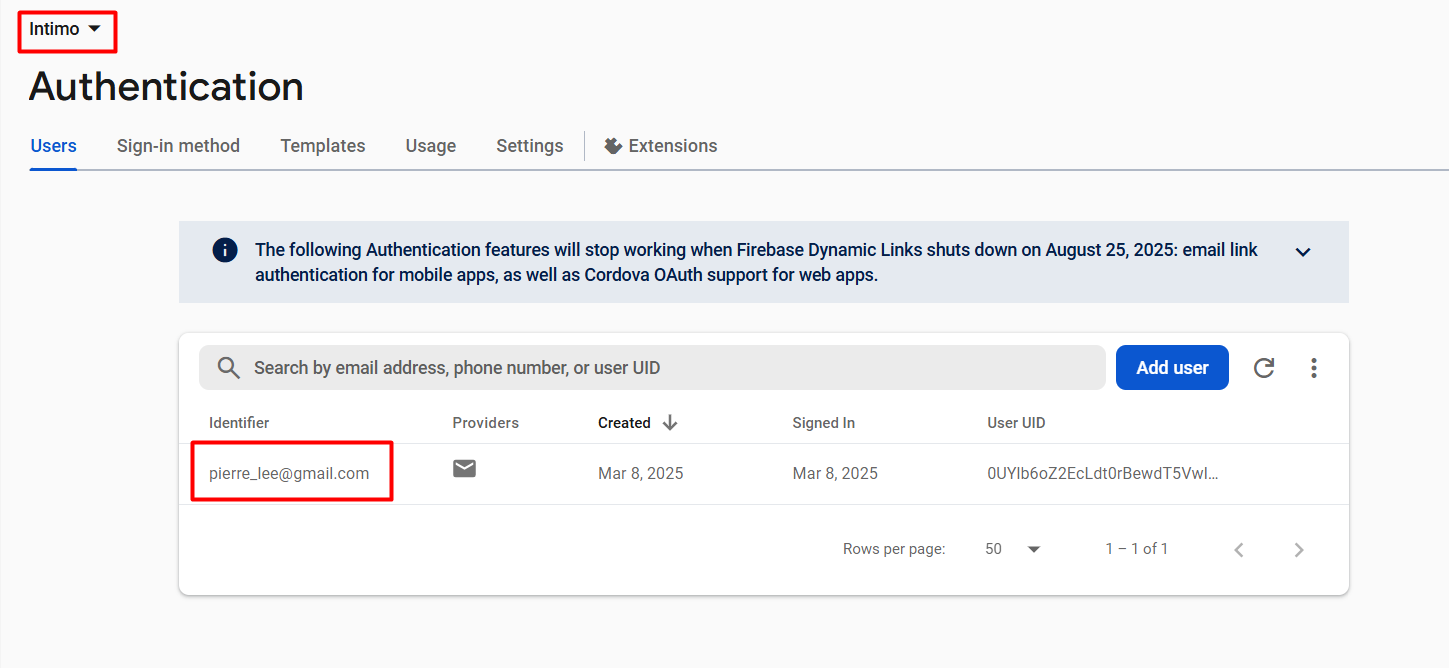 Intimo
Authentication
Users Sign-in method Templates Usage Settings Extensions
The following Authentication features will stop working when Firebase Dynamic Links shuts down on August 25, 2025: email link
authentication for mobile apps, as well as Cordova OAuth support for web apps.
Search by email address, phone number, or user UID Add user
Identifier Providers Created Signed In User UID
pierre_lee@gmail.com Mar 8, 2025 Mar 8, 2025 0UYlb6oZ2EcLdt0rBewdT5Vwl...
Rows per page: 50 1 – 1 of 1